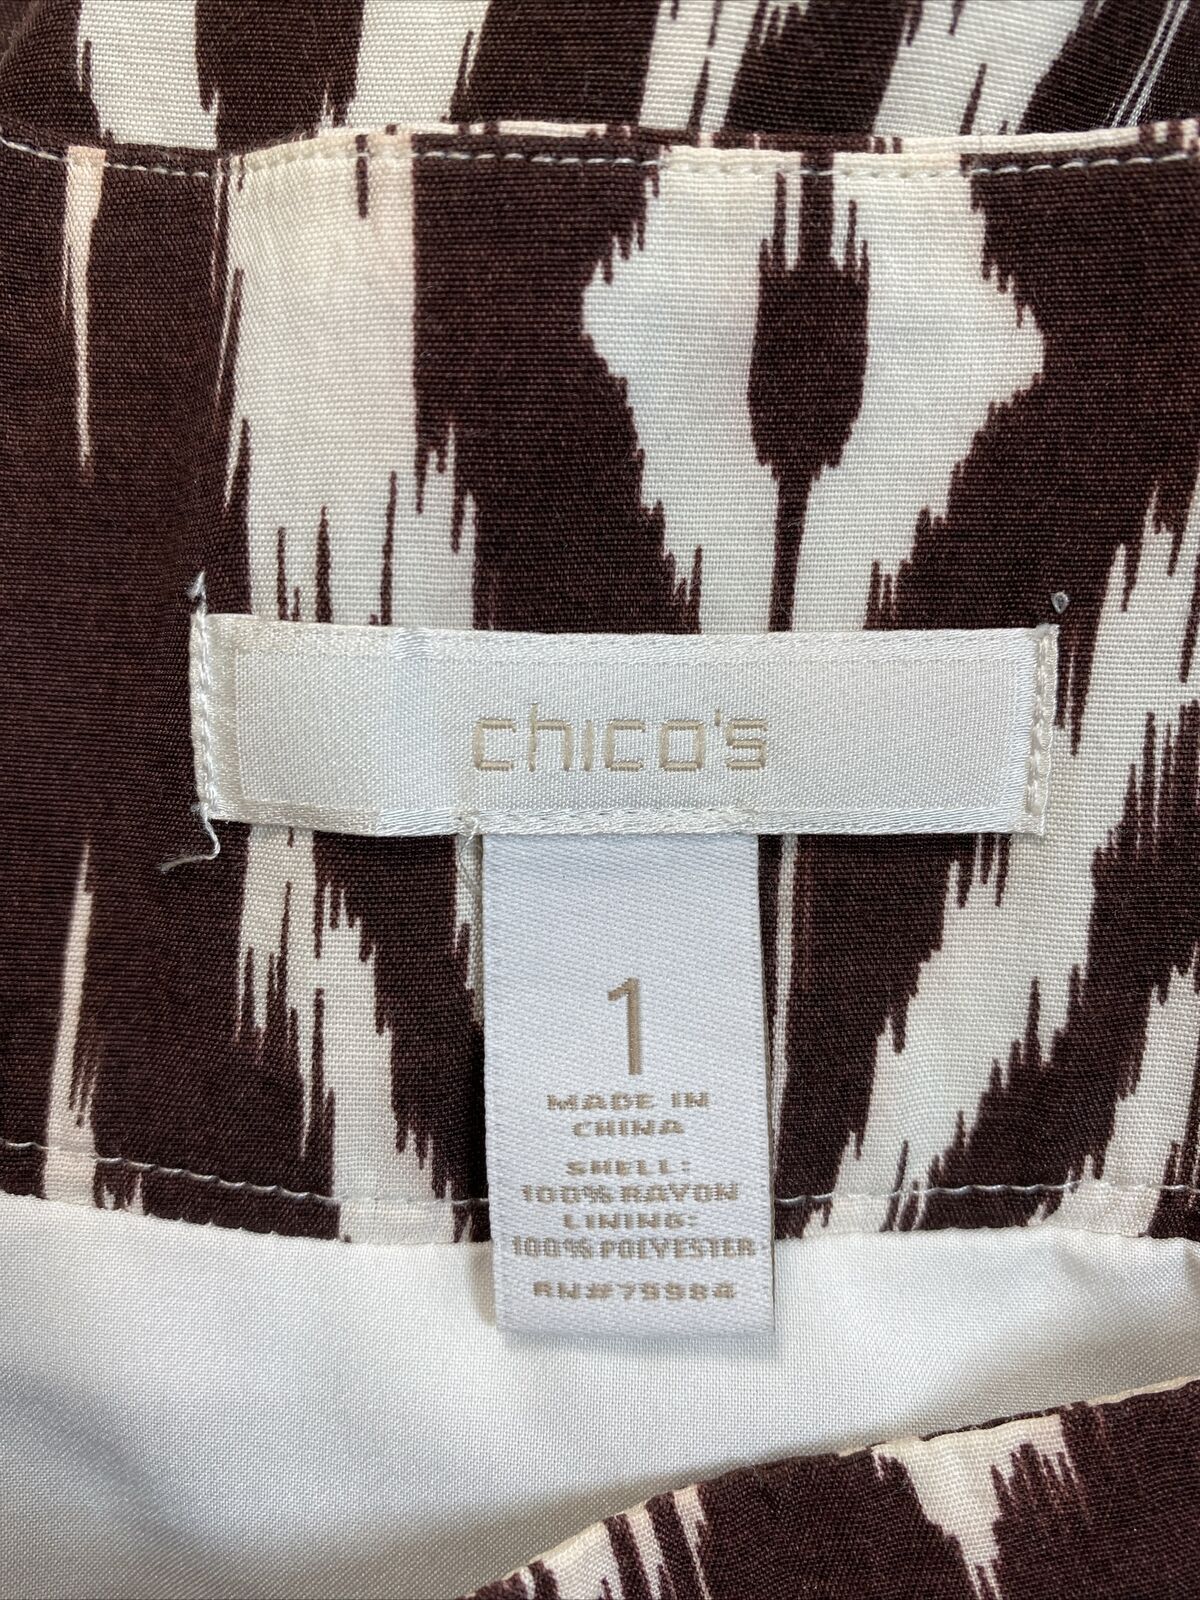 chico's
1
MADE IN
CHINA
SHELL:
100% RAYON
LINING:
100% POLYESTER
RN#79984